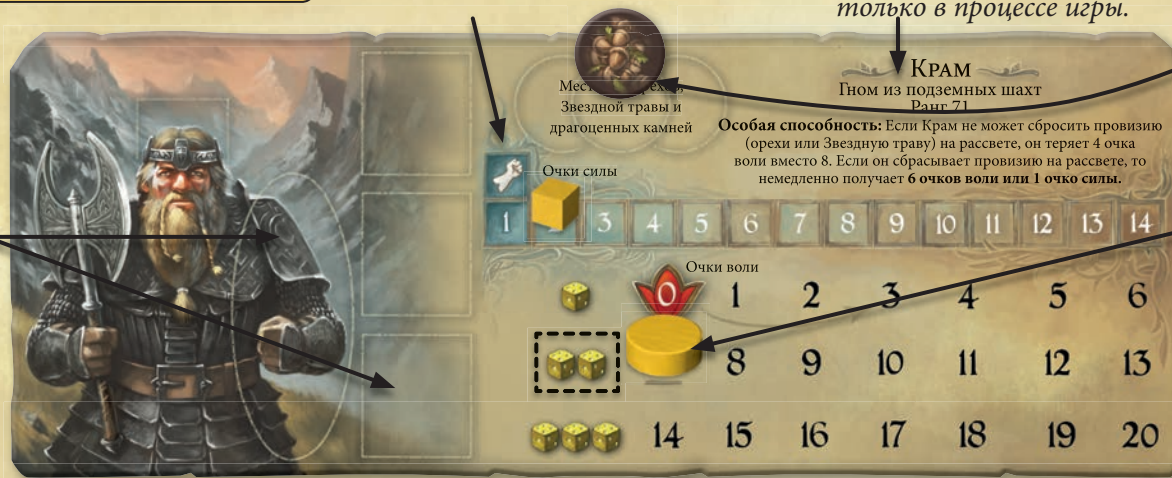 только в процессе игры.
Крам
Гном из подземных шахт
Ранг 71
Особая способность: Если Крам не может сбросить провизию
(орехи или Звездную траву) на рассвете, он теряет 4 очка
воли вместо 8. Если он сбрасывает провизию на рассвете, то
немедленно получает 6 очков воли или 1 очко силы.
Звездной травы и
драгоценных камней
Очки силы
1 3 4 5 6 7 8 9 10 11 12 13 14
Очки воли
0 1 2 3 4 5 6
8 9 10 11 12 13
14 15 16 17 18 19 20